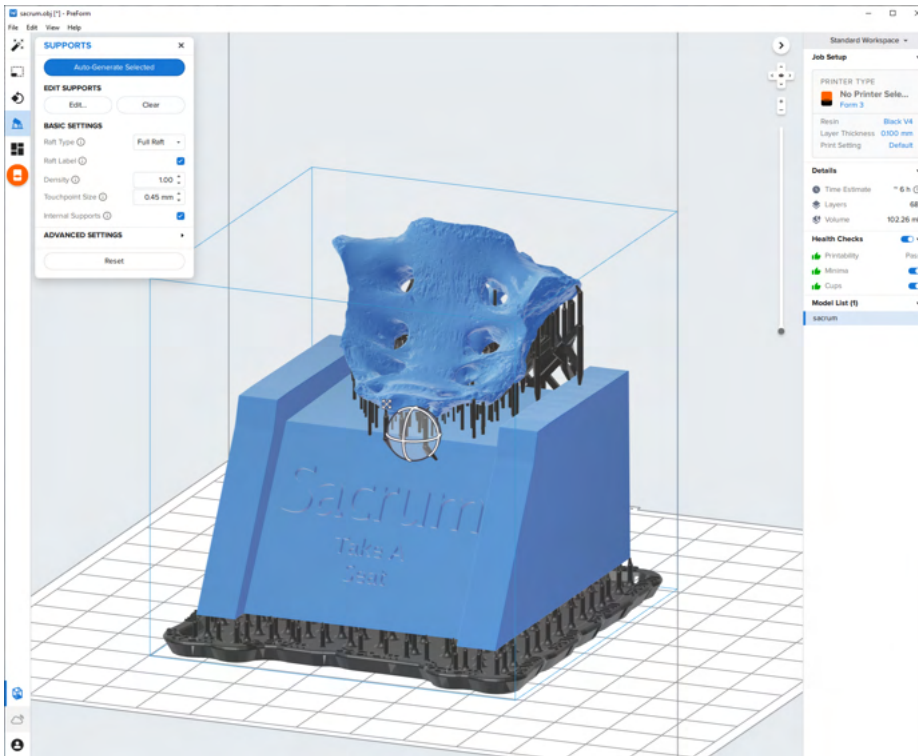 sacrum.obj [*] - PreForm
File Edit View Help
SUPPORTS
Auto-Generate Selected
EDIT SUPPORTS
Edit... Clear
BASIC SETTINGS
Raft Type Full Raft
Raft Label
Density 1.00
Touchpoint Size 0.45 mm
Internal Supports
ADVANCED SETTINGS
Reset
Sacrum
Take A
Seat
Standard Workspace
Job Setup
PRINTER TYPE
No Printer Sele...
Form 3
Resin Black V4
Layer Thickness 0.100 mm
Print Setting Default
Details
Time Estimate ~ 6 h
Layers 68
Volume 102.26 m
Health Checks
Printability Pas
Minima
Cups
Model List (1)
sacrum